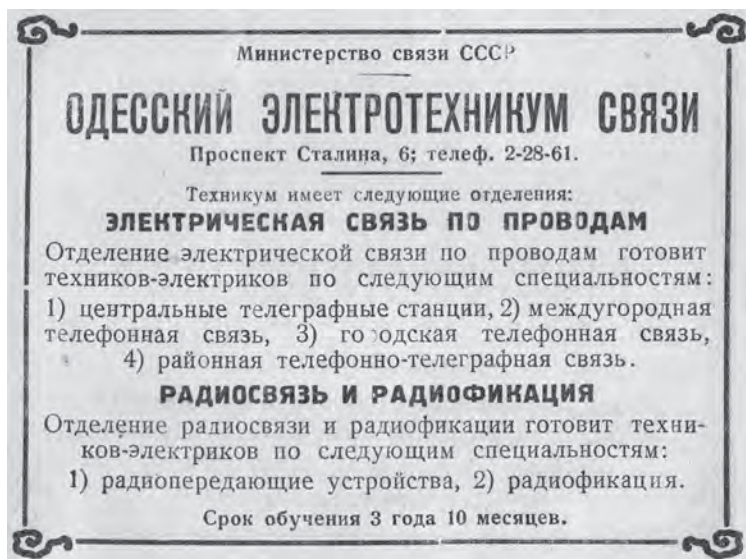 Министерство связи СССР
ОДЕССКИЙ ЭЛЕКТРОТЕХНИКУМ СВЯЗИ
Проспект Сталина, 6; телеф. 2-28-61.
Техникум имеет следующие отделения:
ЭЛЕКТРИЧЕСКАЯ СВЯЗЬ ПО ПРОВОДАМ
Отделение электрической связи по проводам готовит
техников-электриков по следующим специальностям:
1) центральные телеграфные станции, 2) междугородная
телефонная связь, 3) городская телефонная связь,
4) районная телефонно-телеграфная связь.
РАДИОСВЯЗЬ И РАДИОФИКАЦИЯ
Отделение радиосвязи и радиофикации готовит техни-
ков-электриков по следующим специальностям:
1) радиопередающие устройства, 2) радиофикация.
Срок обучения 3 года 10 месяцев.